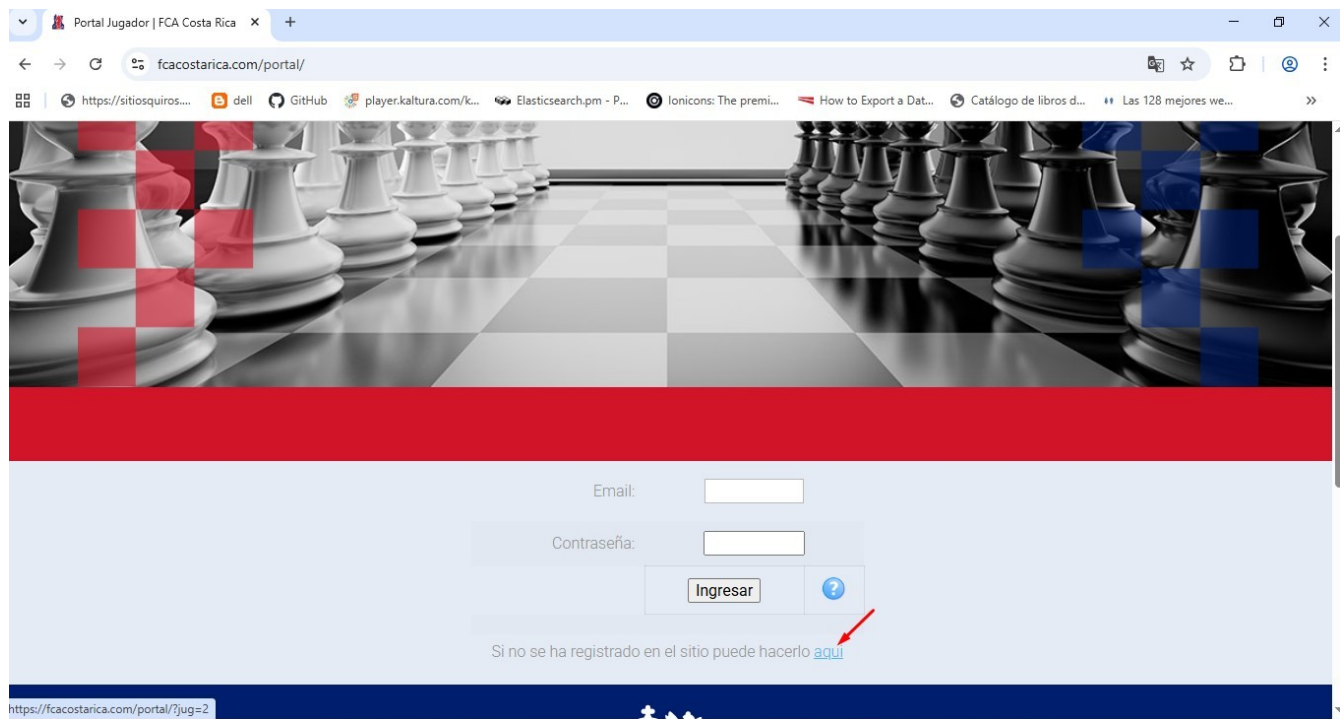 Portal Jugador | FCA Costa Rica
fcacostarica.com/portal/
https://sitiosquiros....
dell
GitHub
player.kaltura.com/k...
Elasticsearch.pm - P...
Ionicons: The premi...
How to Export a Dat...
Catálogo de libros d...
Las 128 mejores we...
Email:
Contraseña:
Ingresar
?
Si no se ha registrado en el sitio puede hacerlo aqui
https://fcacostarica.com/portal/?jug=2